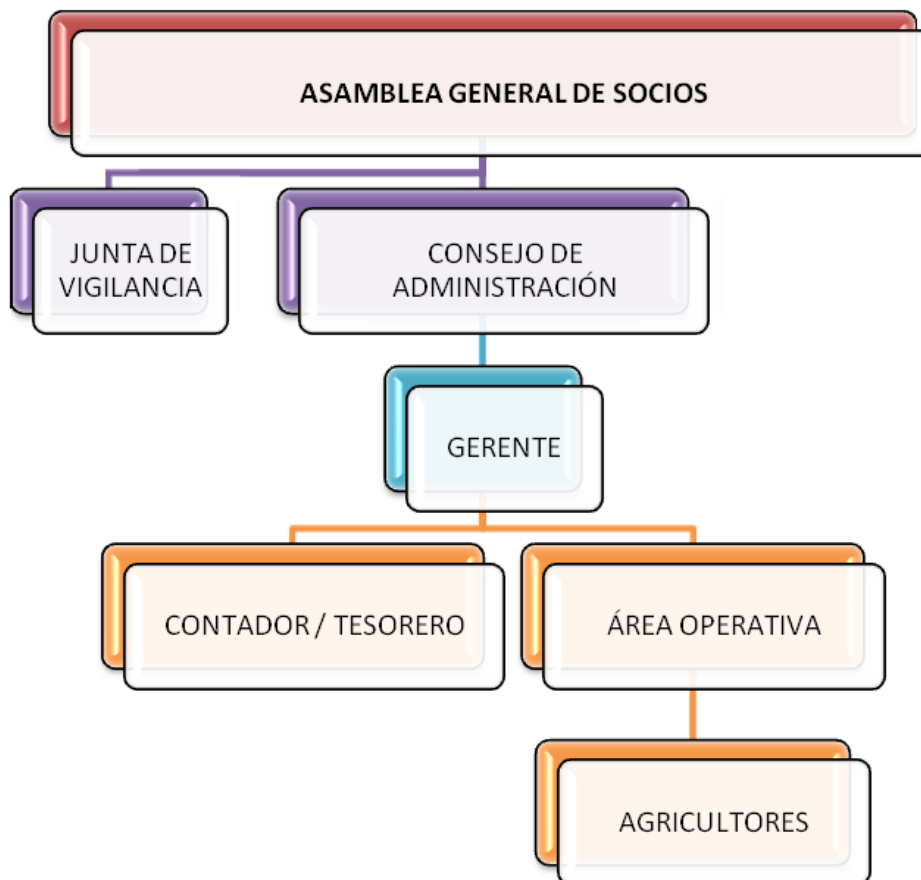 ASAMBLEA GENERAL DE SOCIOS
JUNTA DE
VIGILANCIA
CONSEJO DE
ADMINISTRACIÓN
GERENTE
CONTADOR / TESORERO
ÁREA OPERATIVA
AGRICULTORES